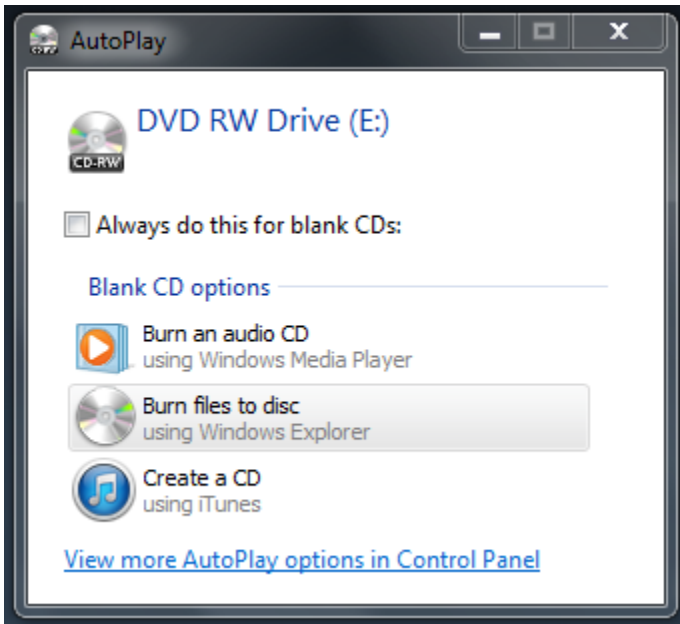 AutoPlay
DVD RW Drive (E:)
CD-RW
Always do this for blank CDs:
Blank CD options
Burn an audio CD
using Windows Media Player
Burn files to disc
using Windows Explorer
Create a CD
using iTunes
View more AutoPlay options in Control Panel